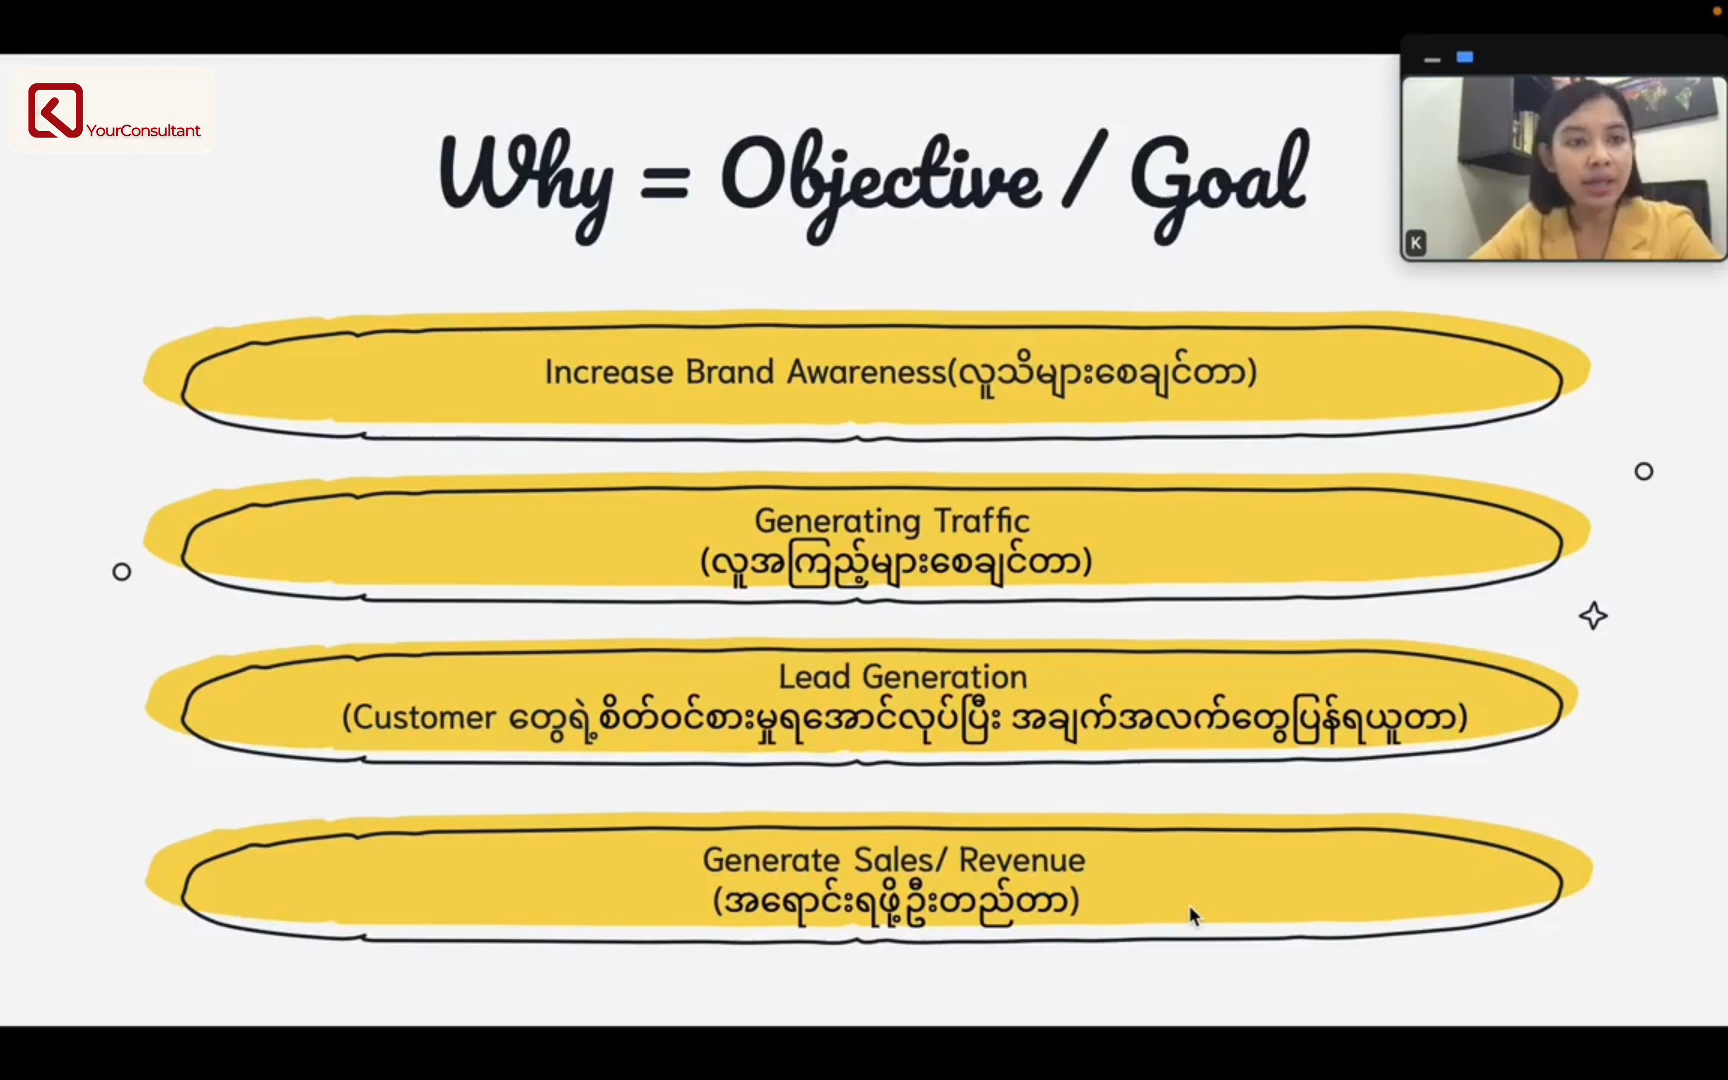 YourConsultant
Why = Objective / Goal
K
Increase Brand Awareness(လူသိများစေချင်တာ)
Generating Traffic
(လူအကြည့်များစေချင်တာ)
Lead Generation
(Customer တွေရဲ့စိတ်ဝင်စားမှုရအောင်လုပ်ပြီး အချက်အလက်တွေပြန်ရယူတာ)
Generate Sales/ Revenue
(အရောင်းရဖို့ဦးတည်တာ)